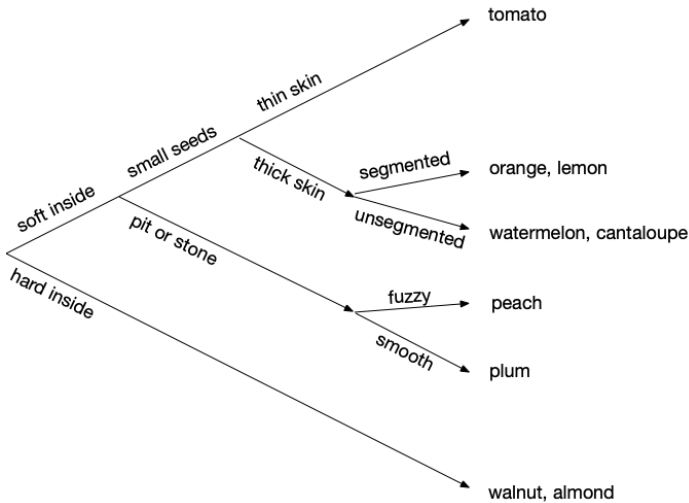 tomato
thin skin
small seeds
segmented
orange, lemon
thick skin
soft inside
unsegmented
watermelon, cantaloupe
pit or stone
hard inside
fuzzy
peach
smooth
plum
walnut, almond